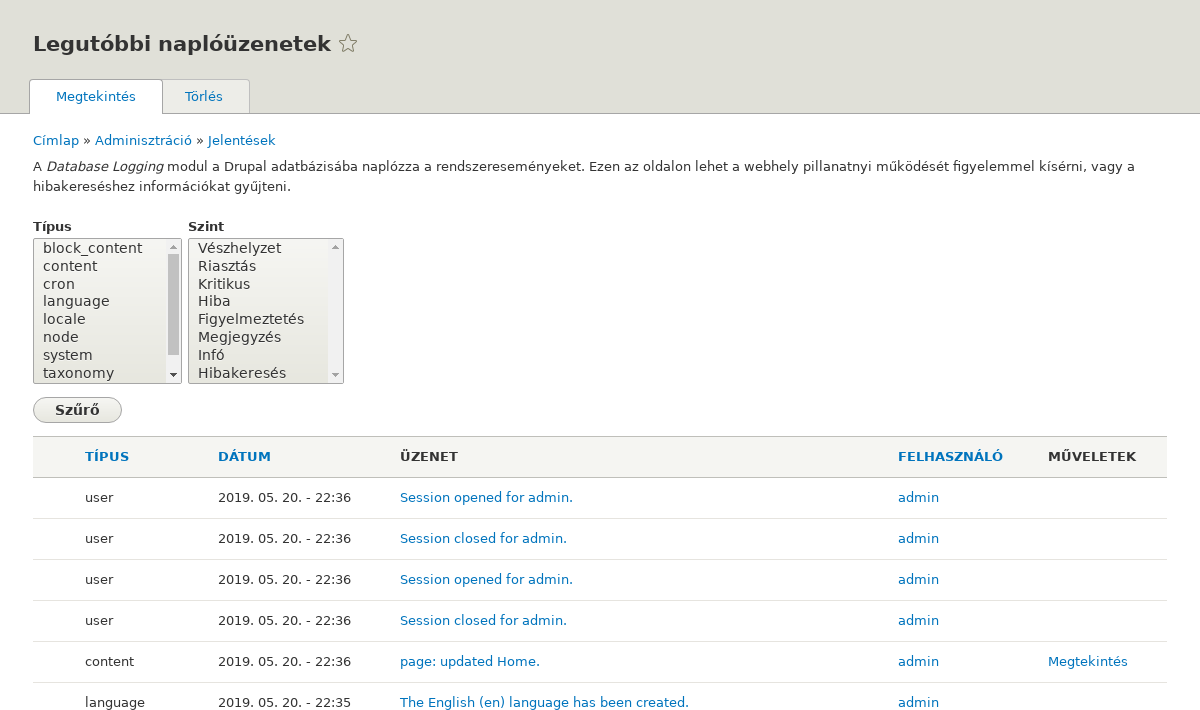 Legutóbbi naplóüzenetek
Megtekintés Törlés
Címlap » Adminisztráció » Jelentések
A Database Logging modul a Drupal adatbázisába naplózza a rendszereseményeket. Ezen az oldalon lehet a webhely pillanatnyi működését figyelemmel kísérni, vagy a
hibakereséshez információkat gyűjteni.
Típus Szint
block_content Vészhelyzet
content Riasztás
cron Kritikus
language Hiba
locale Figyelmeztetés
node Megjegyzés
system Infó
taxonomy Hibakeresés
Szűrő
TÍPUS DÁTUM ÜZENET FELHASZNÁLÓ MŰVELETEK
user 2019. 05. 20. - 22:36 Session opened for admin. admin
user 2019. 05. 20. - 22:36 Session closed for admin. admin
user 2019. 05. 20. - 22:36 Session opened for admin. admin
user 2019. 05. 20. - 22:36 Session closed for admin. admin
content 2019. 05. 20. - 22:36 page: updated Home. admin Megtekintés
language 2019. 05. 20. - 22:35 The English (en) language has been created. admin